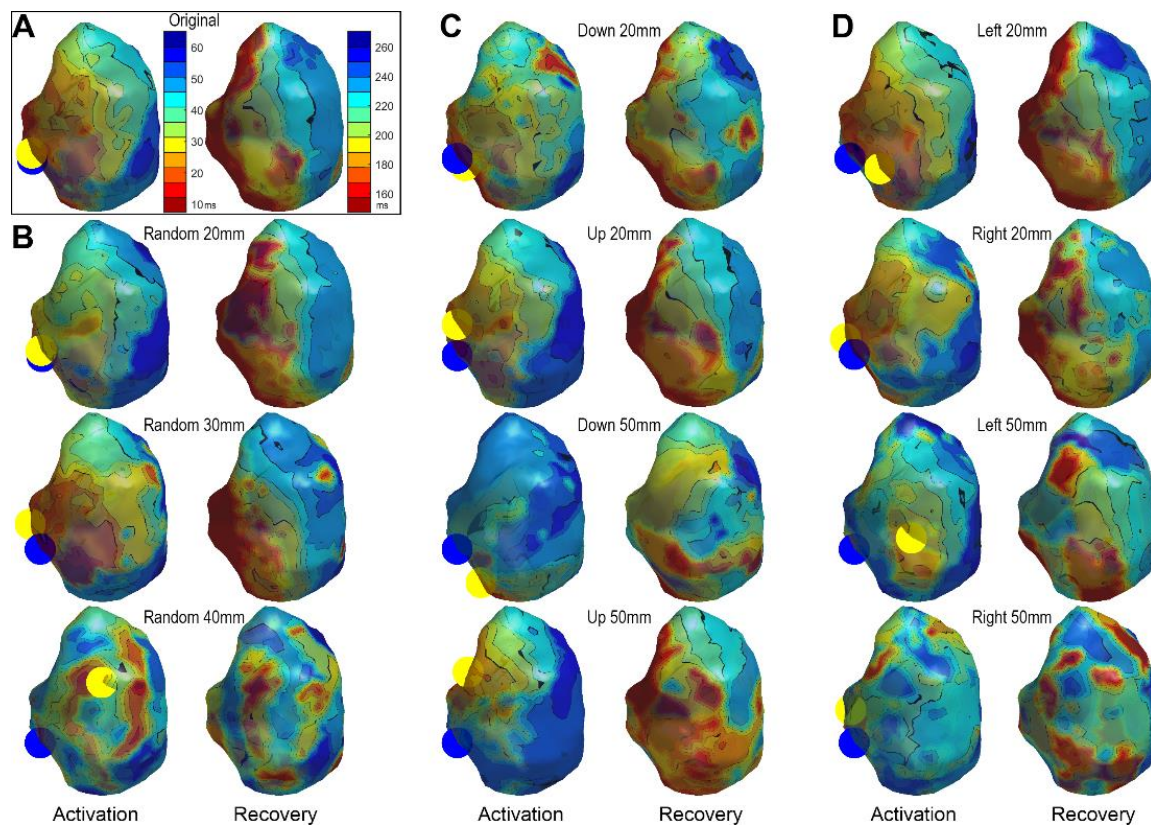 A
Original
60
50
40
30
20
10 ms
260
240
220
200
180
160
ms
B
Random 20mm
Random 30mm
Random 40mm
Activation
Recovery
C
Down 20mm
Up 20mm
Down 50mm
Up 50mm
Activation
Recovery
D
Left 20mm
Right 20mm
Left 50mm
Right 50mm
Activation
Recovery